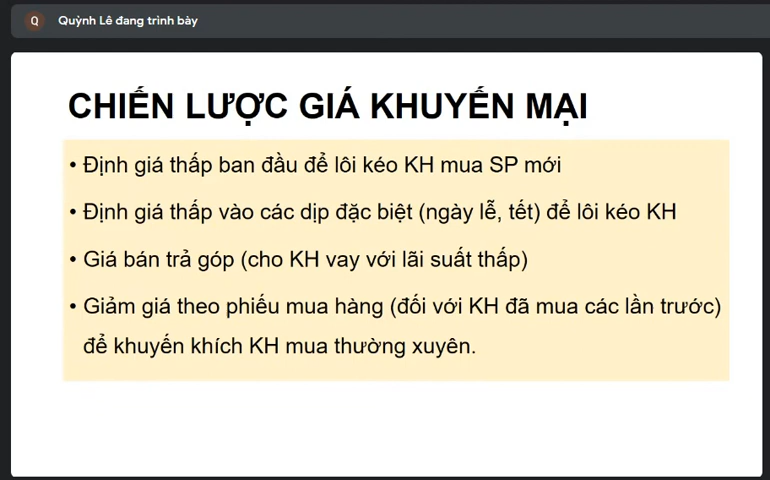 Q Quỳnh Lê đang trình bày
CHIẾN LƯỢC GIÁ KHUYẾN MẠI
• Định giá thấp ban đầu để lôi kéo KH mua SP mới
• Định giá thấp vào các dịp đặc biệt (ngày lễ, tết) để lôi kéo KH
• Giá bán trả góp (cho KH vay với lãi suất thấp)
• Giảm giá theo phiếu mua hàng (đối với KH đã mua các lần trước)
để khuyến khích KH mua thường xuyên.